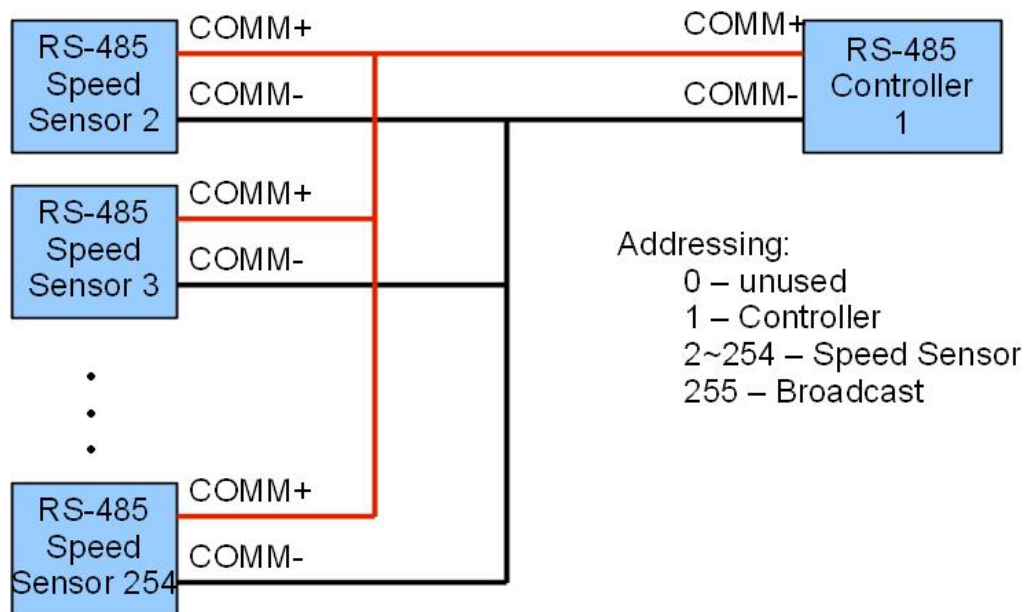 RS-485
Speed
Sensor 2
COMM+
COMM-
COMM+
COMM-
RS-485
Controller
1
RS-485
Speed
Sensor 3
COMM+
COMM-
Addressing:
0 – unused
1 – Controller
2~254 – Speed Sensor
255 – Broadcast
RS-485
Speed
Sensor 254
COMM+
COMM-